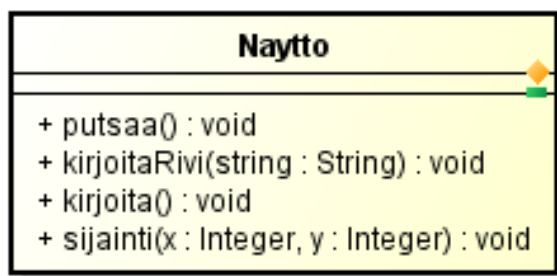 Naytto
+ putsaa() : void
+ kirjoitaRivi(string : String) : void
+ kirjoita() : void
+ sijainti(x : Integer, y : Integer) : void